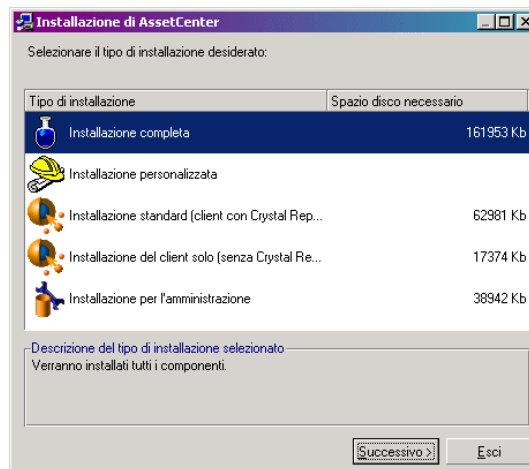 Installazione di AssetCenter
Selezionare il tipo di installazione desiderato:
Tipo di installazione Spazio disco necessario
Installazione completa 161953 Kb
Installazione personalizzata
Installazione standard (client con Crystal Rep... 62981 Kb
Installazione del client solo (senza Crystal Re... 17374 Kb
Installazione per l'amministrazione 38942 Kb
Descrizione del tipo di installazione selezionato
Verranno installati tutti i componenti.
Successivo > Esci